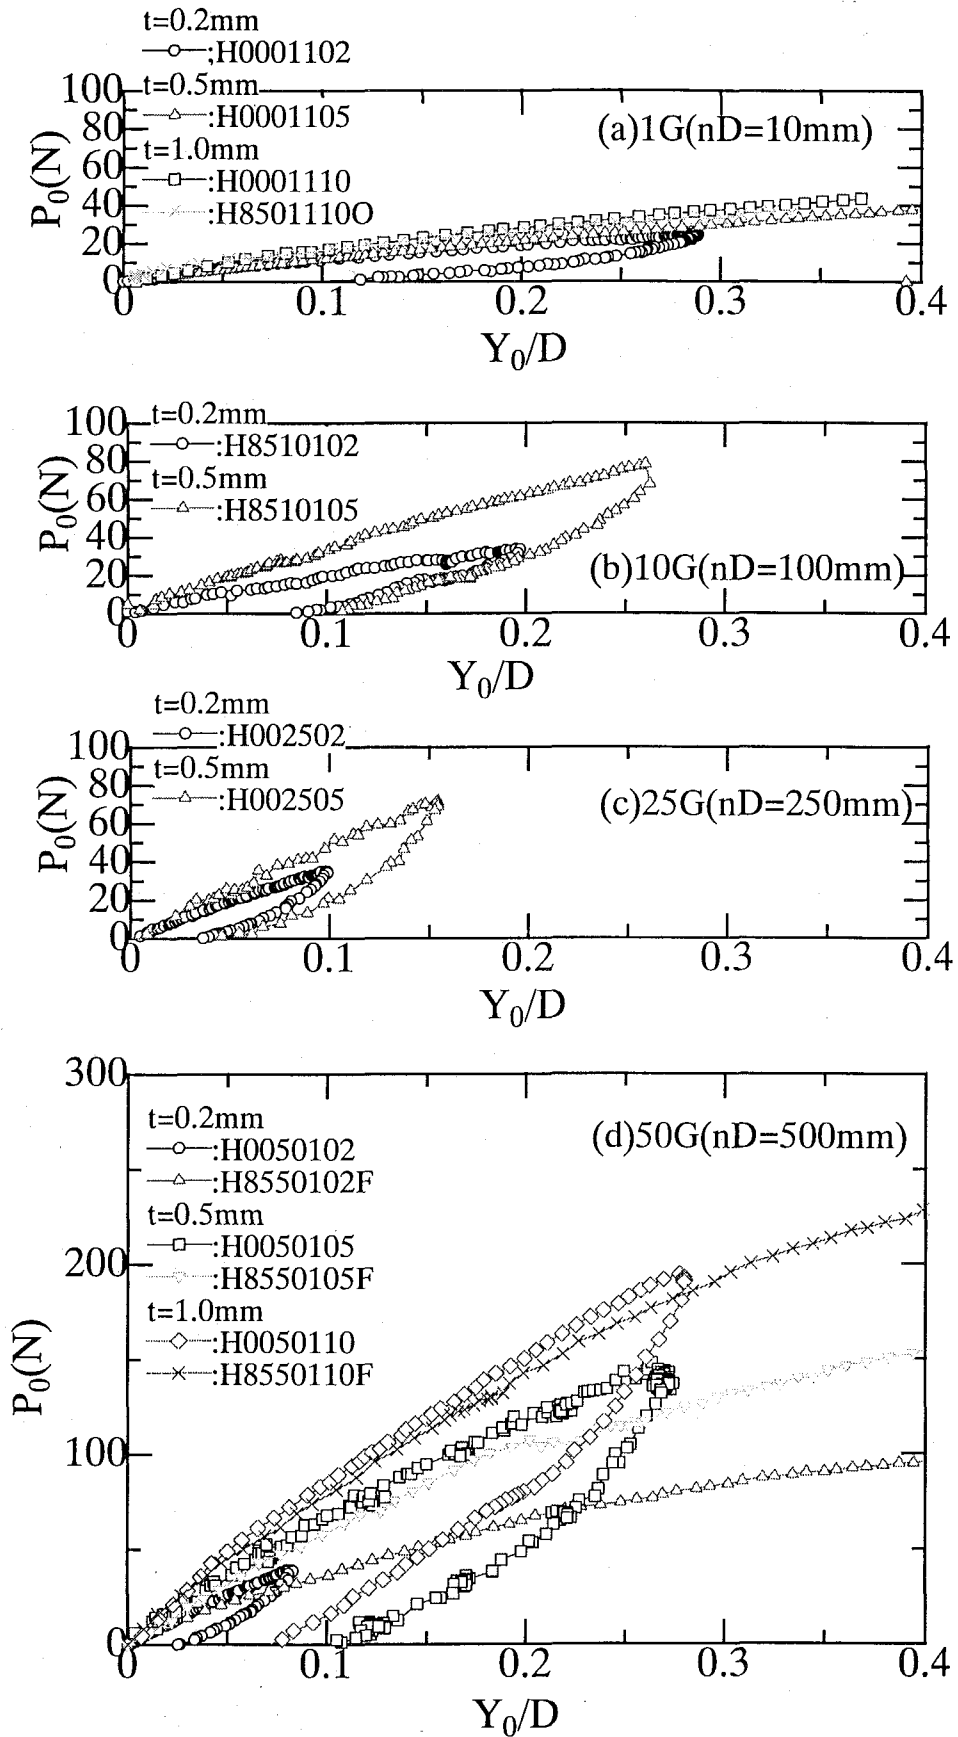 t=0.2mm
;H0001102
t=0.5mm
:H0001105
t=1.0mm
:H0001110
:H8501110O
(a)1G(nD=10mm)
100
80
60
40
20
0
P0(N)
0 0.1 0.2 0.3 0.4
Y0/D
t=0.2mm
:H8510102
t=0.5mm
:H8510105
(b)10G(nD=100mm)
100
80
60
40
20
0
P0(N)
0 0.1 0.2 0.3 0.4
Y0/D
t=0.2mm
:H002502
t=0.5mm
:H002505
(c)25G(nD=250mm)
100
80
60
40
20
0
P0(N)
0 0.1 0.2 0.3 0.4
Y0/D
t=0.2mm
:H0050102
:H8550102F
t=0.5mm
:H0050105
:H8550105F
t=1.0mm
:H0050110
:H8550110F
(d)50G(nD=500mm)
300
200
100
0
P0(N)
0 0.1 0.2 0.3 0.4
Y0/D